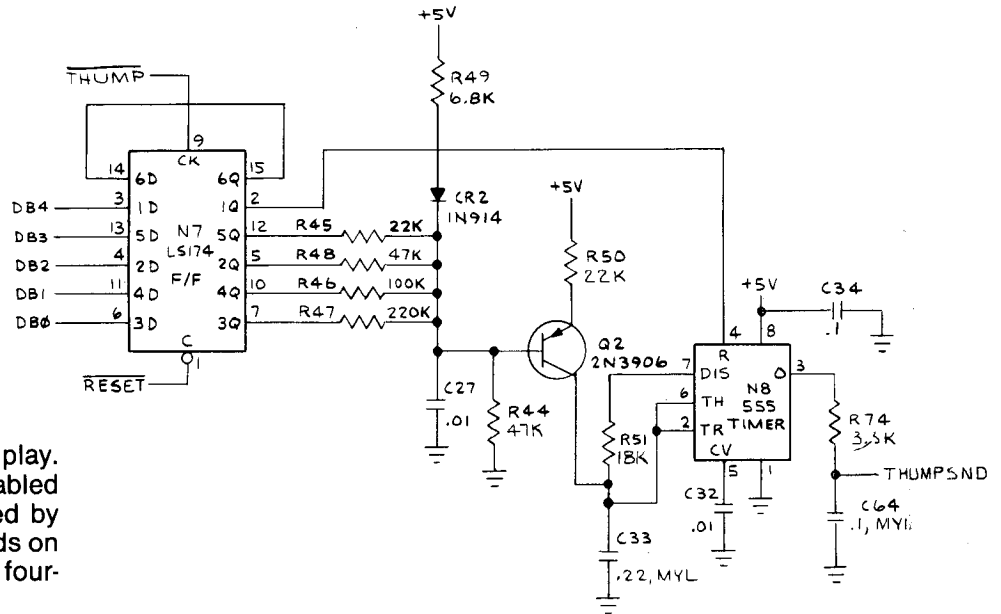 +5V
THUMP
R49
6.8K
9
CK
14 6D 6Q 15
DB4 3 1D 1Q 2
CR2
1N914
+5V
DB3 13 5D N7 5Q 12 R45 22K
DB2 4 2D LS174 2Q 5 R48 47K
DB1 11 4D F/F 4Q 10 R46 100K
DBØ 6 3D 3Q 7 R47 220K
C
1
RESET
R50
22K
+5V
C34
.1
Q2
2N3906
4 8
R
7 DIS O 3
6 TH N8
2 TR 555
TIMER
CV
5 1
C27
.01
R44
47K
R51
18K
R74
THUMPSND
C32
.01
C64
.1, MYL
C33
.22, MYL
play.
abled
ed by
ds on
four-